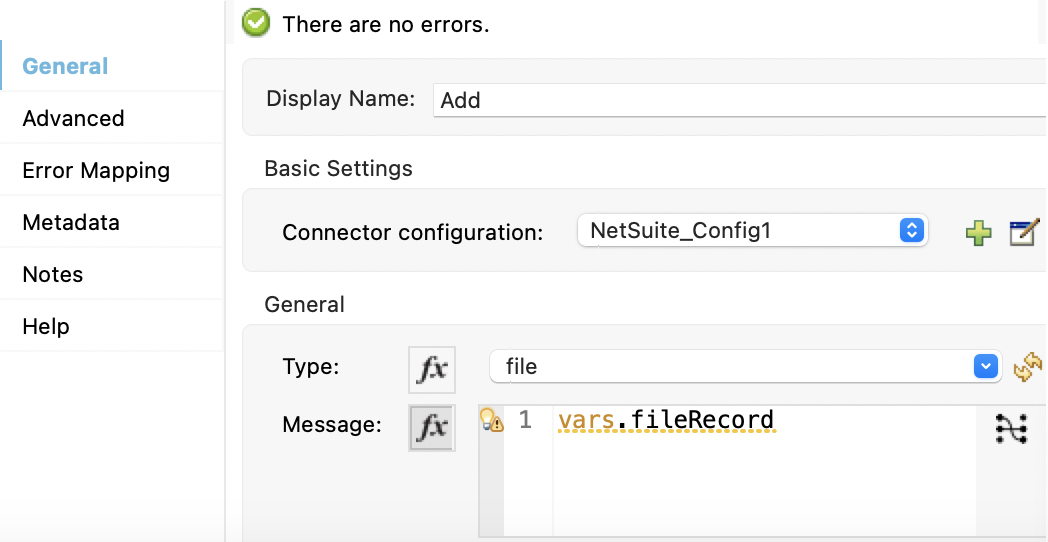 There are no errors.
General
Advanced
Error Mapping
Metadata
Notes
Help
Display Name: Add
Basic Settings
Connector configuration: NetSuite_Config1
General
Type: fx file
Message: fx 1 vars.fileRecord